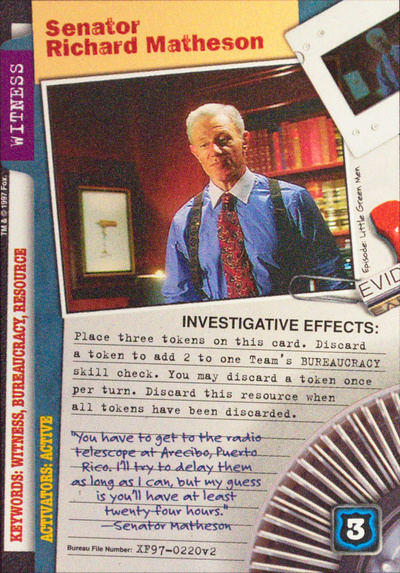 Senator
Richard Matheson
WITNESS
TM & © 1997 Fox.
Episode: Little Green Men
EVID
INVESTIGATIVE EFFECTS:
Place three tokens on this card. Discard
a token to add 2 to one Team's BUREAUCRACY
skill check. You may discard a token once
per turn. Discard this resource when
all tokens have been discarded.
"You have to get to the radio
telescope at Arecibo, Puerto
Rico. I'll try to delay them
as long as I can, but my guess
is you'll have at least
twenty-four hours."
—Senator Matheson
KEYWORDS: WITNESS, BUREAUCRACY, RESOURCE
ACTIVATORS: ACTIVE
Bureau File Number: XF97-0220v2
3